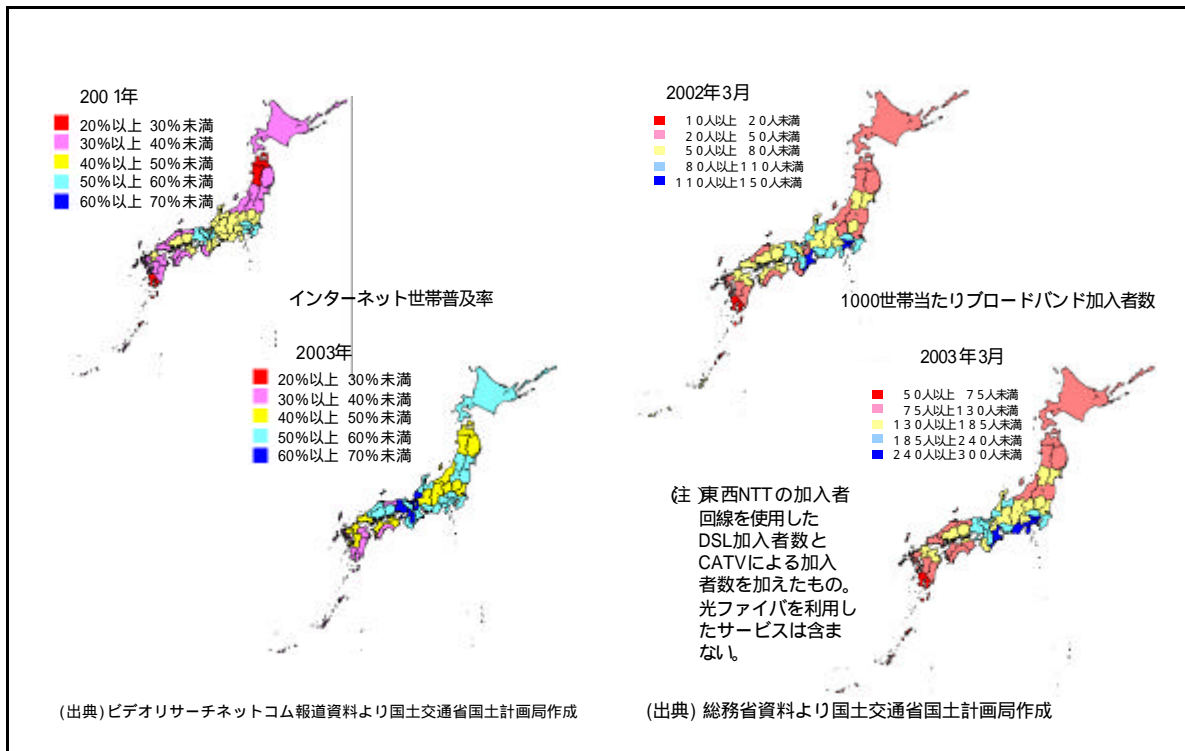 2001年
20%以上 30%未満
30%以上 40%未満
40%以上 50%未満
50%以上 60%未満
60%以上 70%未満
インターネット世帯普及率
2003年
20%以上 30%未満
30%以上 40%未満
40%以上 50%未満
50%以上 60%未満
60%以上 70%未満
(出典)ビデオリサーチネットコム報道資料より国土交通省国土計画局作成
2002年3月
10人以上 20人未満
20人以上 50人未満
50人以上 80人未満
80人以上110人未満
110人以上150人未満
1000世帯当たりブロードバンド加入者数
2003年3月
50人以上 75人未満
75人以上130人未満
130人以上185人未満
185人以上240人未満
240人以上300人未満
(注)東西NTTの加入者
回線を使用した
DSL加入者数と
CATVによる加入
者数を加えたもの。
光ファイバを利用し
たサービスは含ま
ない。
(出典) 総務省資料より国土交通省国土計画局作成